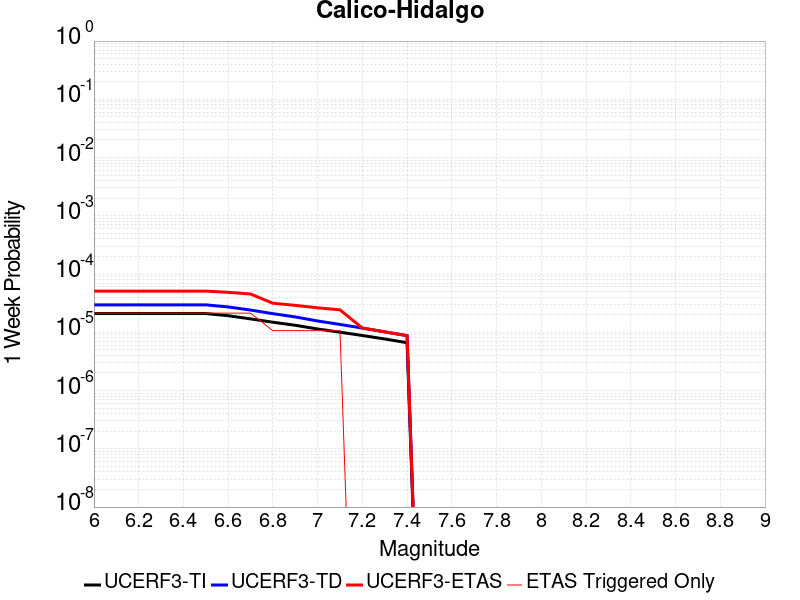 Calico-Hidalgo
10^0
10^-1
10^-2
10^-3
10^-4
10^-5
10^-6
10^-7
10^-8
1 Week Probability
6 6.2 6.4 6.6 6.8 7 7.2 7.4 7.6 7.8 8 8.2 8.4 8.6 8.8 9
Magnitude
UCERF3-TI UCERF3-TD UCERF3-ETAS ETAS Triggered Only